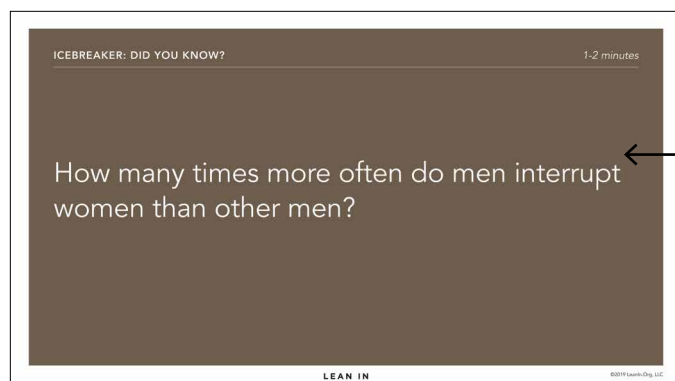 ICEBREAKER: DID YOU KNOW?
1-2 minutes
How many times more often do men interrupt
women than other men?
LEAN IN
©2019 LeanIn.Org, LLC